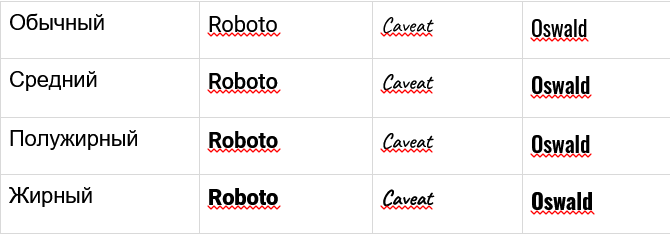 Обычный Roboto Caveat Oswald
Средний Roboto Caveat Oswald
Полужирный Roboto Caveat Oswald
Жирный Roboto Caveat Oswald